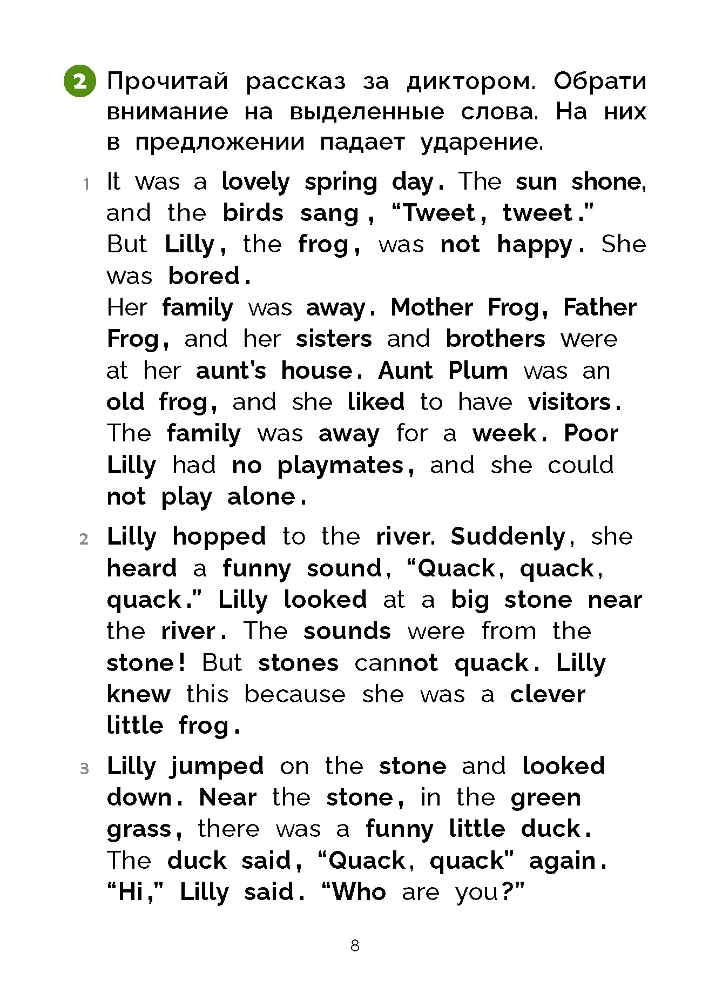 2 Прочитай рассказ за диктором. Обрати
внимание на выделенные слова. На них
в предложении падает ударение.
1 It was a lovely spring day. The sun shone,
and the birds sang, “Tweet, tweet.”
But Lilly, the frog, was not happy. She
was bored.
Her family was away. Mother Frog, Father
Frog, and her sisters and brothers were
at her aunt’s house. Aunt Plum was an
old frog, and she liked to have visitors.
The family was away for a week. Poor
Lilly had no playmates, and she could
not play alone.
2 Lilly hopped to the river. Suddenly, she
heard a funny sound, “Quack, quack,
quack.” Lilly looked at a big stone near
the river. The sounds were from the
stone! But stones cannot quack. Lilly
knew this because she was a clever
little frog.
3 Lilly jumped on the stone and looked
down. Near the stone, in the green
grass, there was a funny little duck.
The duck said, “Quack, quack” again.
“Hi,” Lilly said. “Who are you?”
8